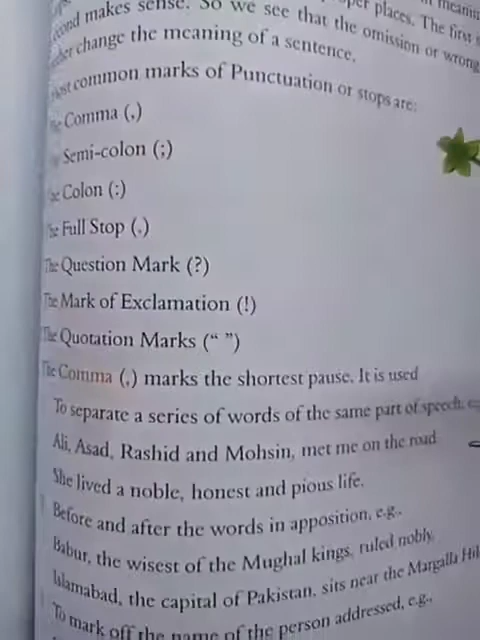 makes sense. So we see that the omission or wrong
change the meaning of a sentence.
common marks of Punctuation or stops are:
The Comma (,)
Semi-colon (;)
The Colon (:)
The Full Stop (.)
The Question Mark (?)
The Mark of Exclamation (!)
The Quotation Marks (“ ”)
The Comma (,) marks the shortest pause. It is used
To separate a series of words of the same part of speech,
Ali, Asad, Rashid and Mohsin, met me on the road
She lived a noble, honest and pious life.
Before and after the words in apposition, e.g.,
Babur, the wisest of the Mughal kings, ruled nobly.
Islamabad, the capital of Pakistan, sits near the Margalla
To mark off the name of the person addressed, e.g.,